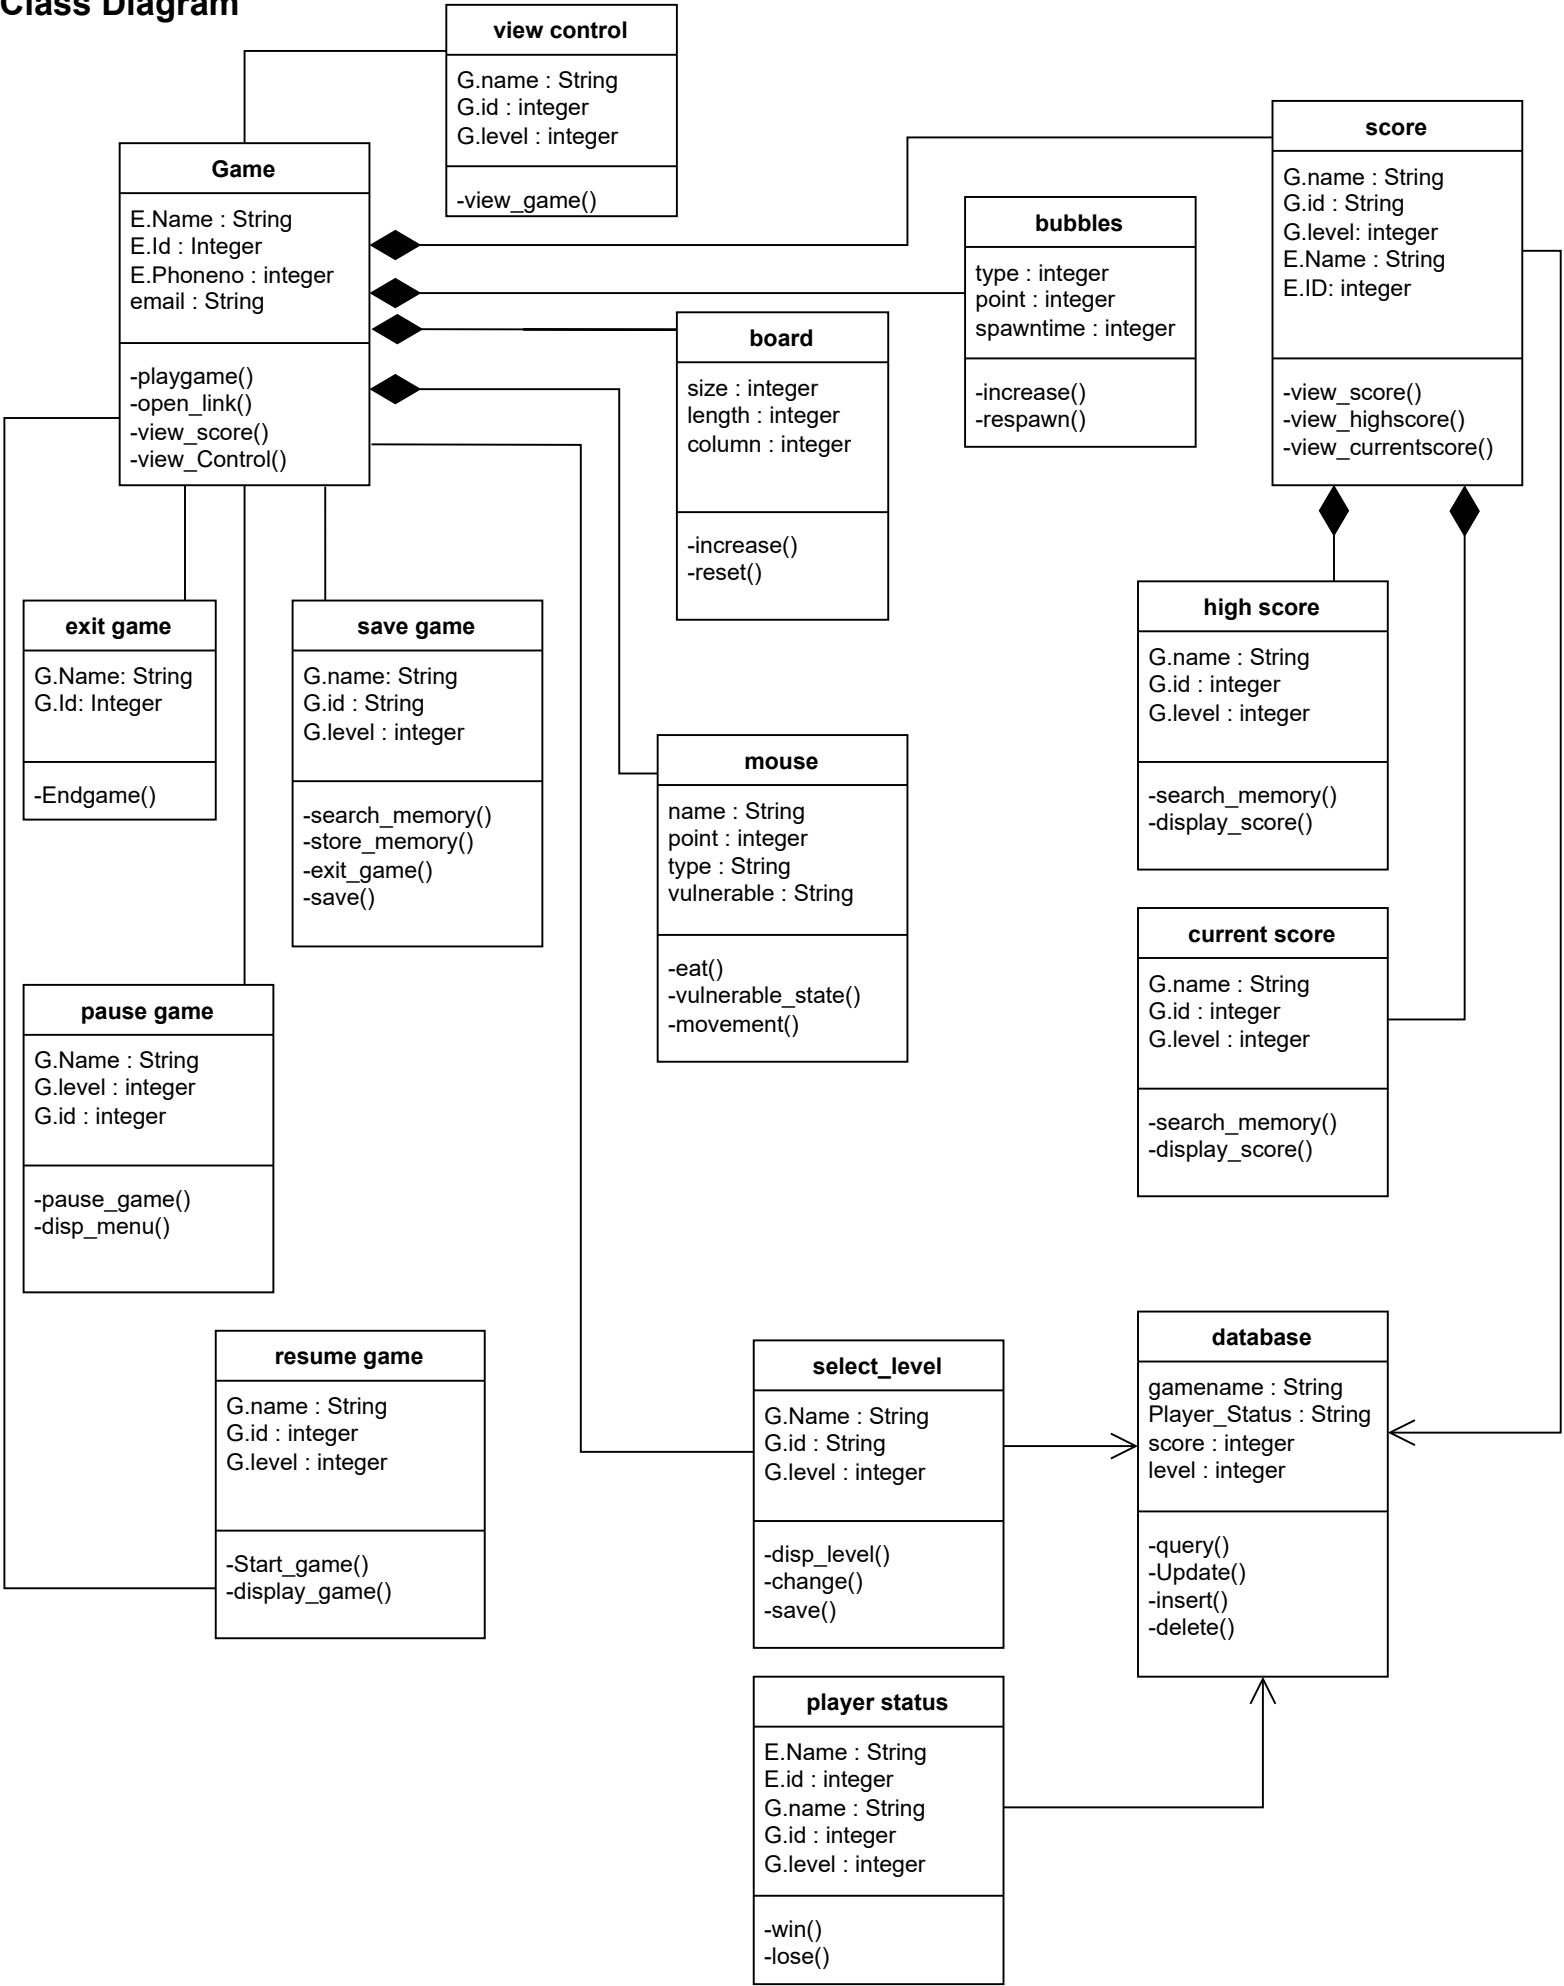 Class Diagram
view control
G.name : String
G.id : integer
G.level : integer
-view_game()
Game
E.Name : String
E.Id : Integer
E.Phoneno : integer
email : String
-playgame()
-open_link()
-view_score()
-view_Control()
score
G.name : String
G.id : String
G.level: integer
E.Name : String
E.ID: integer
-view_score()
-view_highscore()
-view_currentscore()
bubbles
type : integer
point : integer
spawntime : integer
-increase()
-respawn()
board
size : integer
length : integer
column : integer
-increase()
-reset()
exit game
G.Name: String
G.Id: Integer
-Endgame()
save game
G.name: String
G.id : String
G.level : integer
-search_memory()
-store_memory()
-exit_game()
-save()
high score
G.name : String
G.id : integer
G.level : integer
-search_memory()
-display_score()
mouse
name : String
point : integer
type : String
vulnerable : String
-eat()
-vulnerable_state()
-movement()
current score
G.name : String
G.id : integer
G.level : integer
-search_memory()
-display_score()
pause game
G.Name : String
G.level : integer
G.id : integer
-pause_game()
-disp_menu()
resume game
G.name : String
G.id : integer
G.level : integer
-Start_game()
-display_game()
select_level
G.Name : String
G.id : String
G.level : integer
-disp_level()
-change()
-save()
database
gamename : String
Player_Status : String
score : integer
level : integer
-query()
-Update()
-insert()
-delete()
player status
E.Name : String
E.id : integer
G.name : String
G.id : integer
G.level : integer
-win()
-lose()